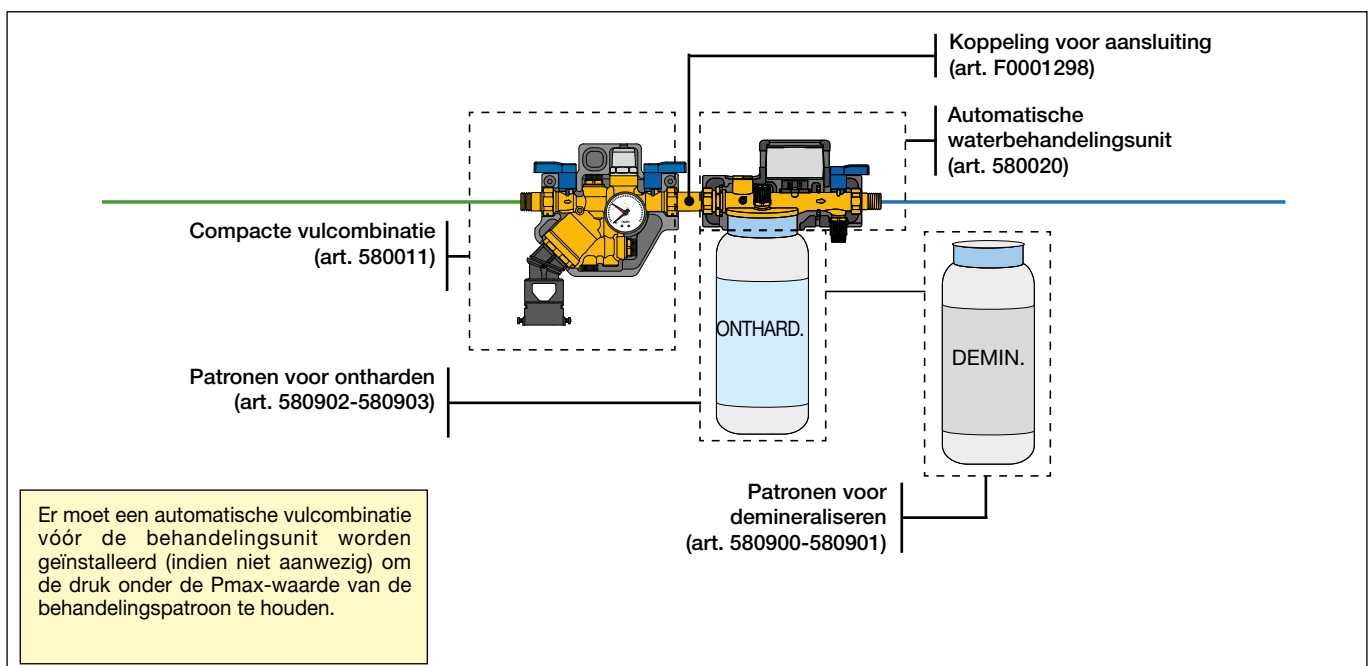 Koppeling voor aansluiting
(art. F0001298)
Automatische
waterbehandelingsunit
(art. 580020)
Compacte vulcombinatie
(art. 580011)
ONTHARD.
DEMIN.
Patronen voor ontharden
(art. 580902-580903)
Patronen voor
demineraliseren
(art. 580900-580901)
Er moet een automatische vulcombinatie
vóór de behandelingsunit worden
geïnstalleerd (indien niet aanwezig) om
de druk onder de Pmax-waarde van de
behandelingspatroon te houden.